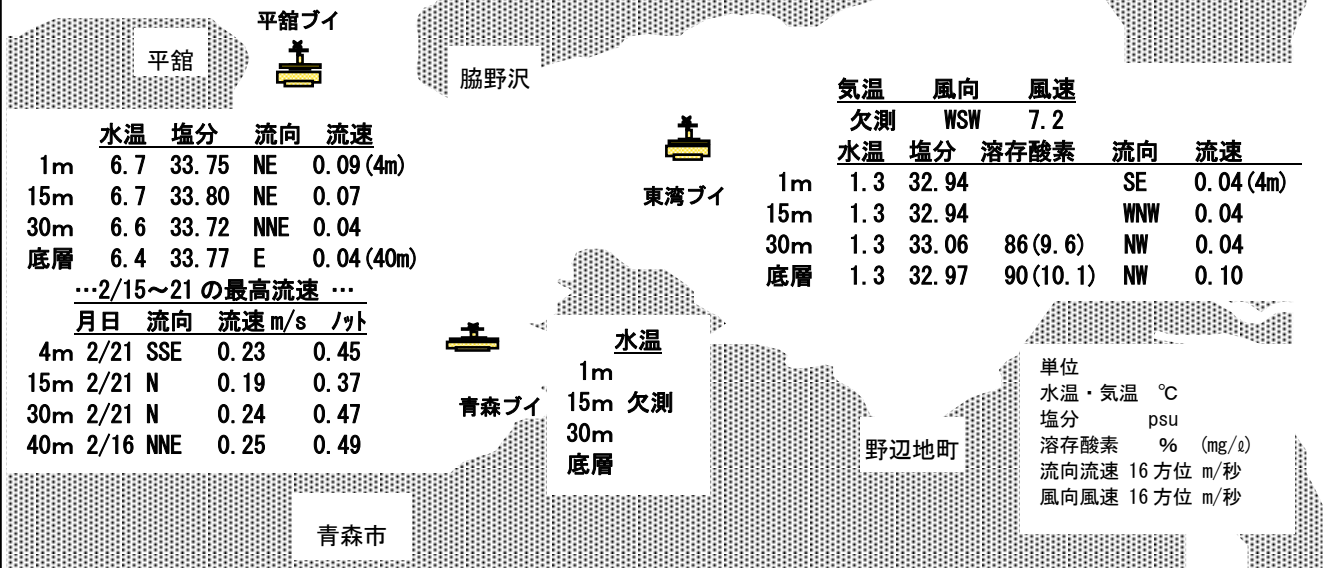 平舘ブイ
平舘
脇野沢
水温 塩分 流向 流速
1m 6.7 33.75 NE 0.09(4m)
15m 6.7 33.80 NE 0.07
30m 6.6 33.72 NNE 0.04
底層 6.4 33.77 E 0.04(40m)
…2/15～21の最高流速 …
月日 流向 流速m/s ノット
4m 2/21 SSE 0.23 0.45
15m 2/21 N 0.19 0.37
30m 2/21 N 0.24 0.47
40m 2/16 NNE 0.25 0.49
東湾ブイ
気温 風向 風速
欠測 WSW 7.2
水温 塩分 溶存酸素 流向 流速
1m 1.3 32.94 SE 0.04(4m)
15m 1.3 32.94 WNW 0.04
30m 1.3 33.06 86(9.6) NW 0.04
底層 1.3 32.97 90(10.1) NW 0.10
青森ブイ
水温
1m
15m 欠測
30m
底層
野辺地町
青森市
単位
水温・気温 ℃
塩分 psu
溶存酸素 % (mg/ℓ)
流向流速 16方位 m/秒
風向風速 16方位 m/秒